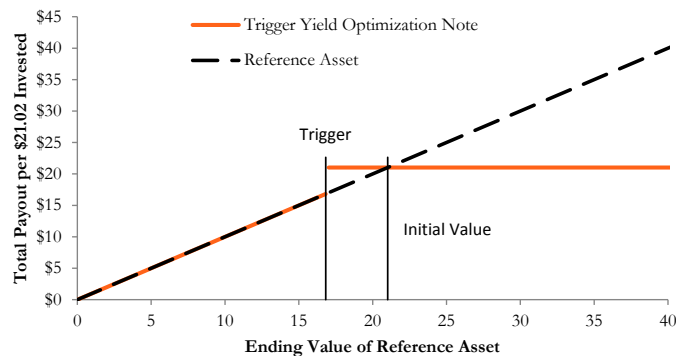 Total Payout per $21.02 Invested
$45
$40
$35
$30
$25
$20
$15
$10
$5
$0
Trigger Yield Optimization Note
Reference Asset
Trigger
Initial Value
0 5 10 15 20 25 30 35 40
Ending Value of Reference Asset